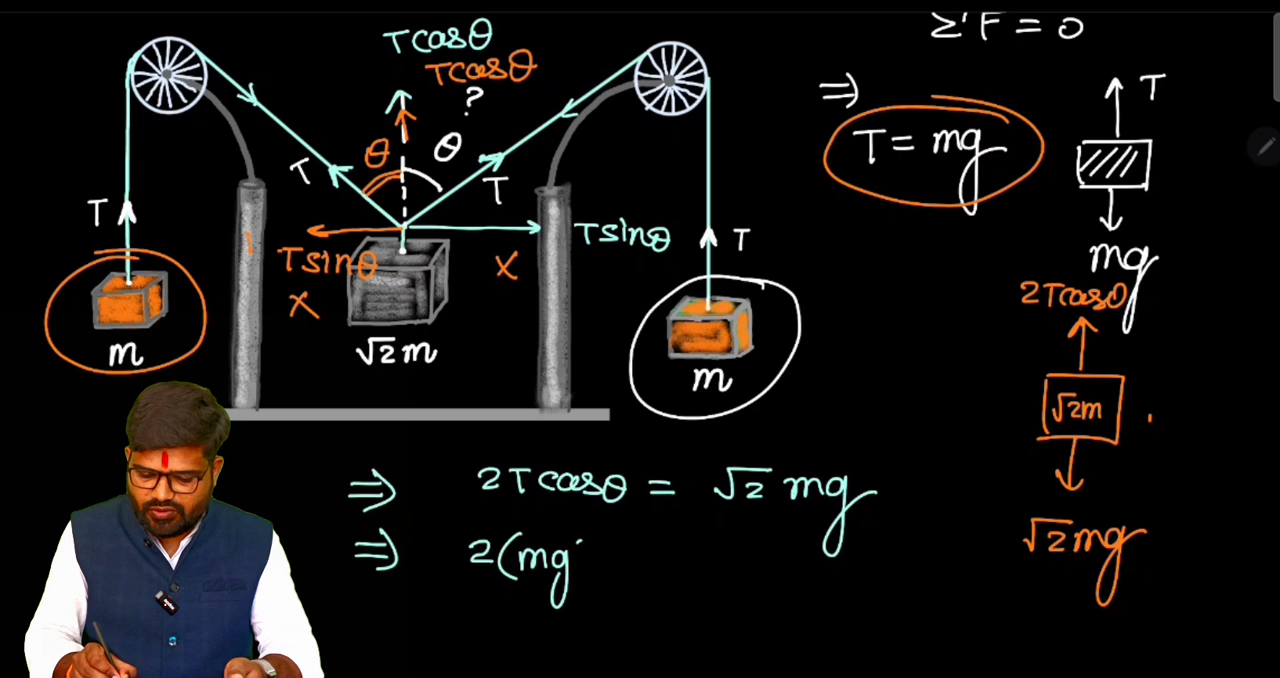 ΣF = 0
Tcosθ
Tcosθ
?
θ
θ
T
T
T
T
Tsinθ
X
X
Tsinθ
m
√2m
m
⇒
T = mg
T
mg
2Tcosθ
√2m
√2mg
⇒ 2Tcosθ = √2 mg
⇒ 2(mg